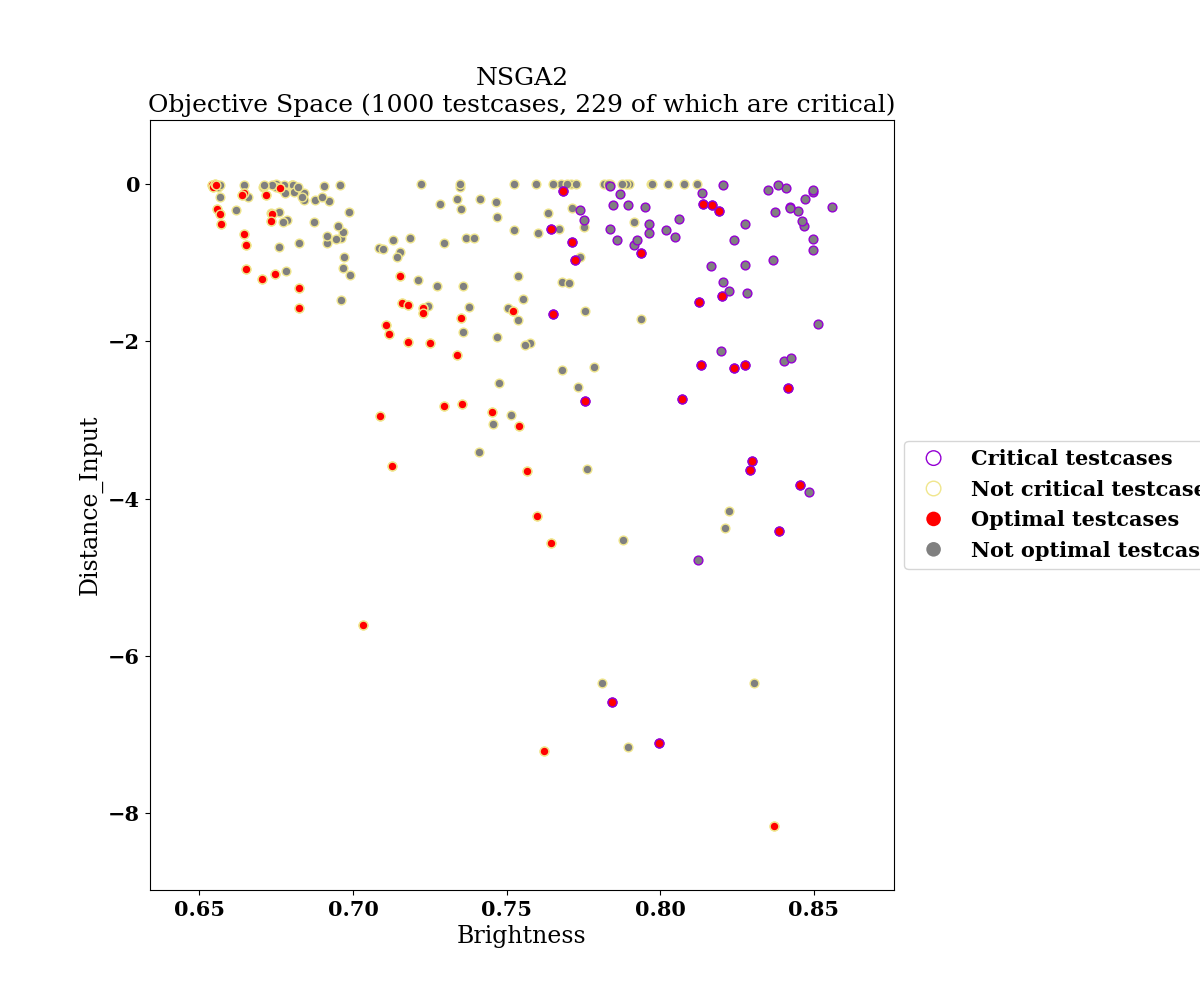 NSGA2
Objective Space (1000 testcases, 229 of which are critical)
0
−2
−4
−6
−8
Distance_Input
0.65 0.70 0.75 0.80 0.85
Brightness
Critical testcases
Not critical testcase
Optimal testcases
Not optimal testcas